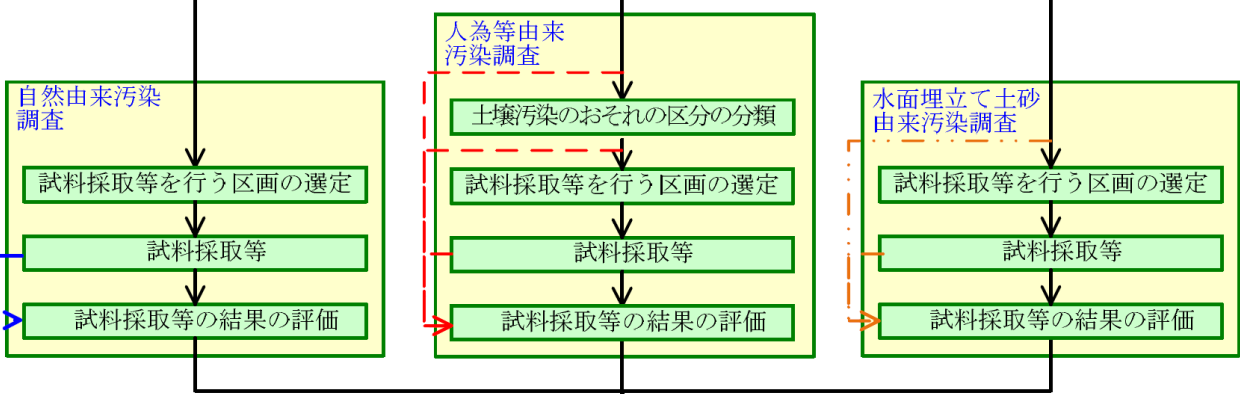 自然由来汚染
調査
試料採取等を行う区画の選定
試料採取等
試料採取等の結果の評価
人為等由来
汚染調査
土壌汚染のおそれの区分の分類
試料採取等を行う区画の選定
試料採取等
試料採取等の結果の評価
水面埋立て土砂
由来汚染調査
試料採取等を行う区画の選定
試料採取等
試料採取等の結果の評価